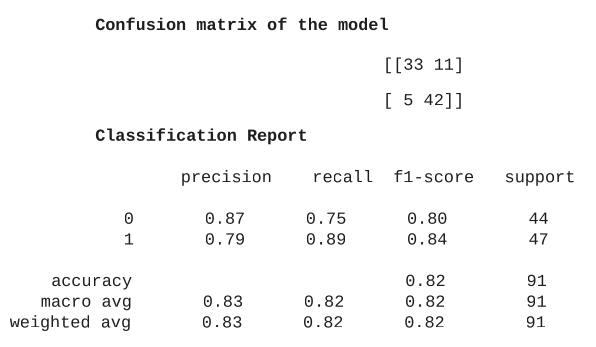 Confusion matrix of the model
[[33 11]
[ 5 42]]
Classification Report
precision recall f1-score support
0 0.87 0.75 0.80 44
1 0.79 0.89 0.84 47
accuracy 0.82 91
macro avg 0.83 0.82 0.82 91
weighted avg 0.83 0.82 0.82 91